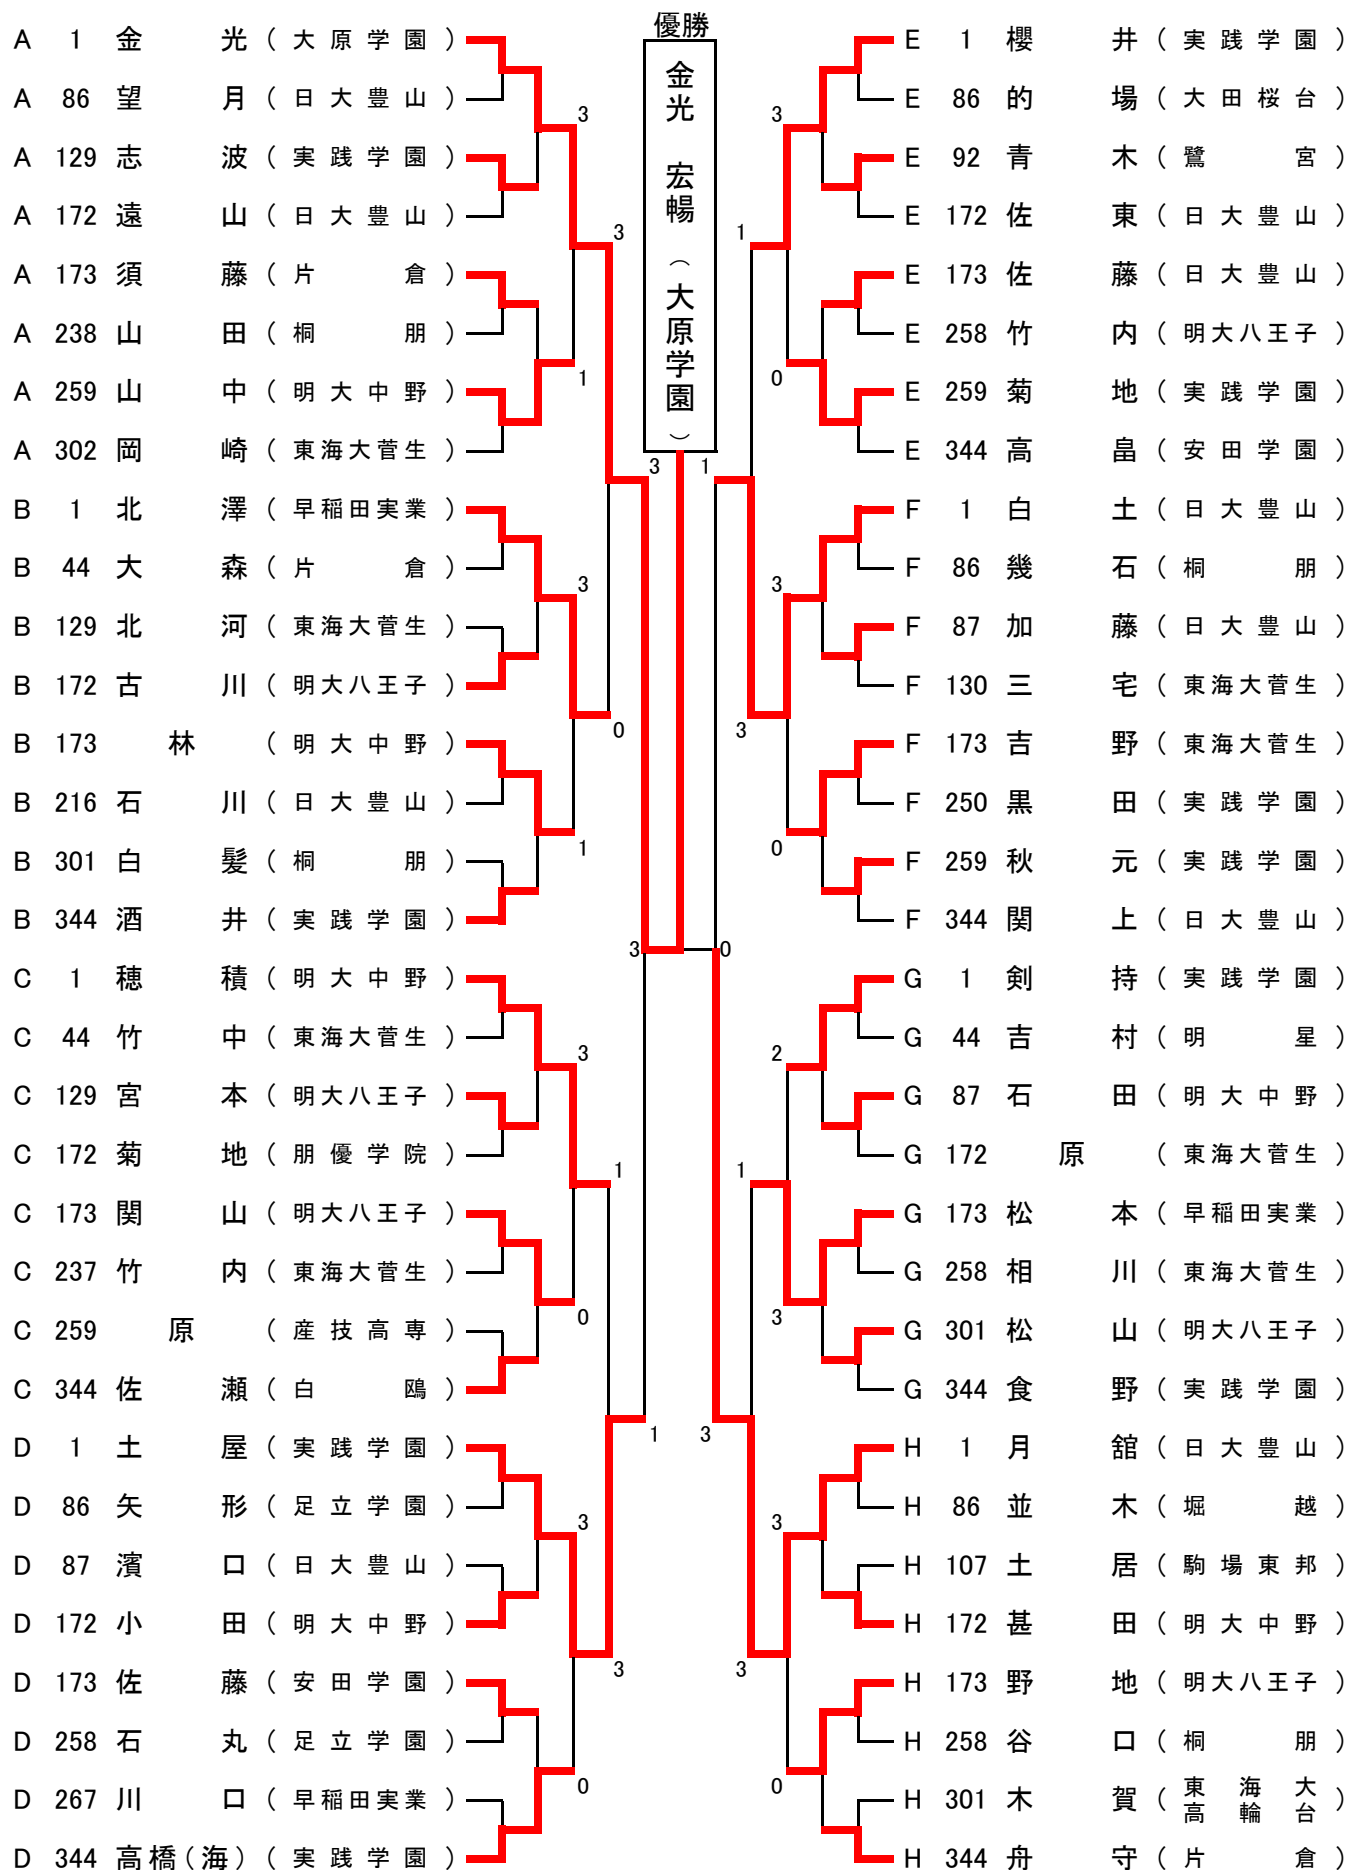 優勝
金光 宏暢（大原学園）
A 1 金光（大原学園）
A 86 望月（日大豊山）
A 129 志波（実践学園）
A 172 遠山（日大豊山）
A 173 須藤（片倉）
A 238 山田（桐朋）
A 259 山中（明大中野）
A 302 岡崎（東海大菅生）
B 1 北澤（早稲田実業）
B 44 大森（片倉）
B 129 北河（東海大菅生）
B 172 古川（明大八王子）
B 173 林（明大中野）
B 216 石川（日大豊山）
B 301 白髪（桐朋）
B 344 酒井（実践学園）
C 1 穂積（明大中野）
C 44 竹中（東海大菅生）
C 129 宮本（明大八王子）
C 172 菊地（朋優学院）
C 173 関山（明大八王子）
C 237 竹内（東海大菅生）
C 259 原（産技高専）
C 344 佐瀬（白鴎）
D 1 土屋（実践学園）
D 86 矢形（足立学園）
D 87 濱口（日大豊山）
D 172 小田（明大中野）
D 173 佐藤（安田学園）
D 258 石丸（足立学園）
D 267 川口（早稲田実業）
D 344 高橋(海)（実践学園）
3
3
1
3
3
0
1
3
3
1
0
1
3
3
0
E 1 櫻井（実践学園）
E 86 的場（大田桜台）
E 92 青木（鷺宮）
E 172 佐東（日大豊山）
E 173 佐藤（日大豊山）
E 258 竹内（明大八王子）
E 259 菊地（実践学園）
E 344 高畠（安田学園）
F 1 白土（日大豊山）
F 86 幾石（桐朋）
F 87 加藤（日大豊山）
F 130 三宅（東海大菅生）
F 173 吉野（東海大菅生）
F 250 黒田（実践学園）
F 259 秋元（実践学園）
F 344 関上（日大豊山）
G 1 剣持（実践学園）
G 44 吉村（明星）
G 87 石田（明大中野）
G 172 原（東海大菅生）
G 173 松本（早稲田実業）
G 258 相川（東海大菅生）
G 301 松山（明大八王子）
G 344 食野（実践学園）
H 1 月舘（日大豊山）
H 86 並木（堀越）
H 107 土居（駒場東邦）
H 172 甚田（明大中野）
H 173 野地（明大八王子）
H 258 谷口（桐朋）
H 301 木賀（東海大高輪台）
H 344 舟守（片倉）
3
1
0
1
3
3
0
0
2
1
3
3
3
3
0